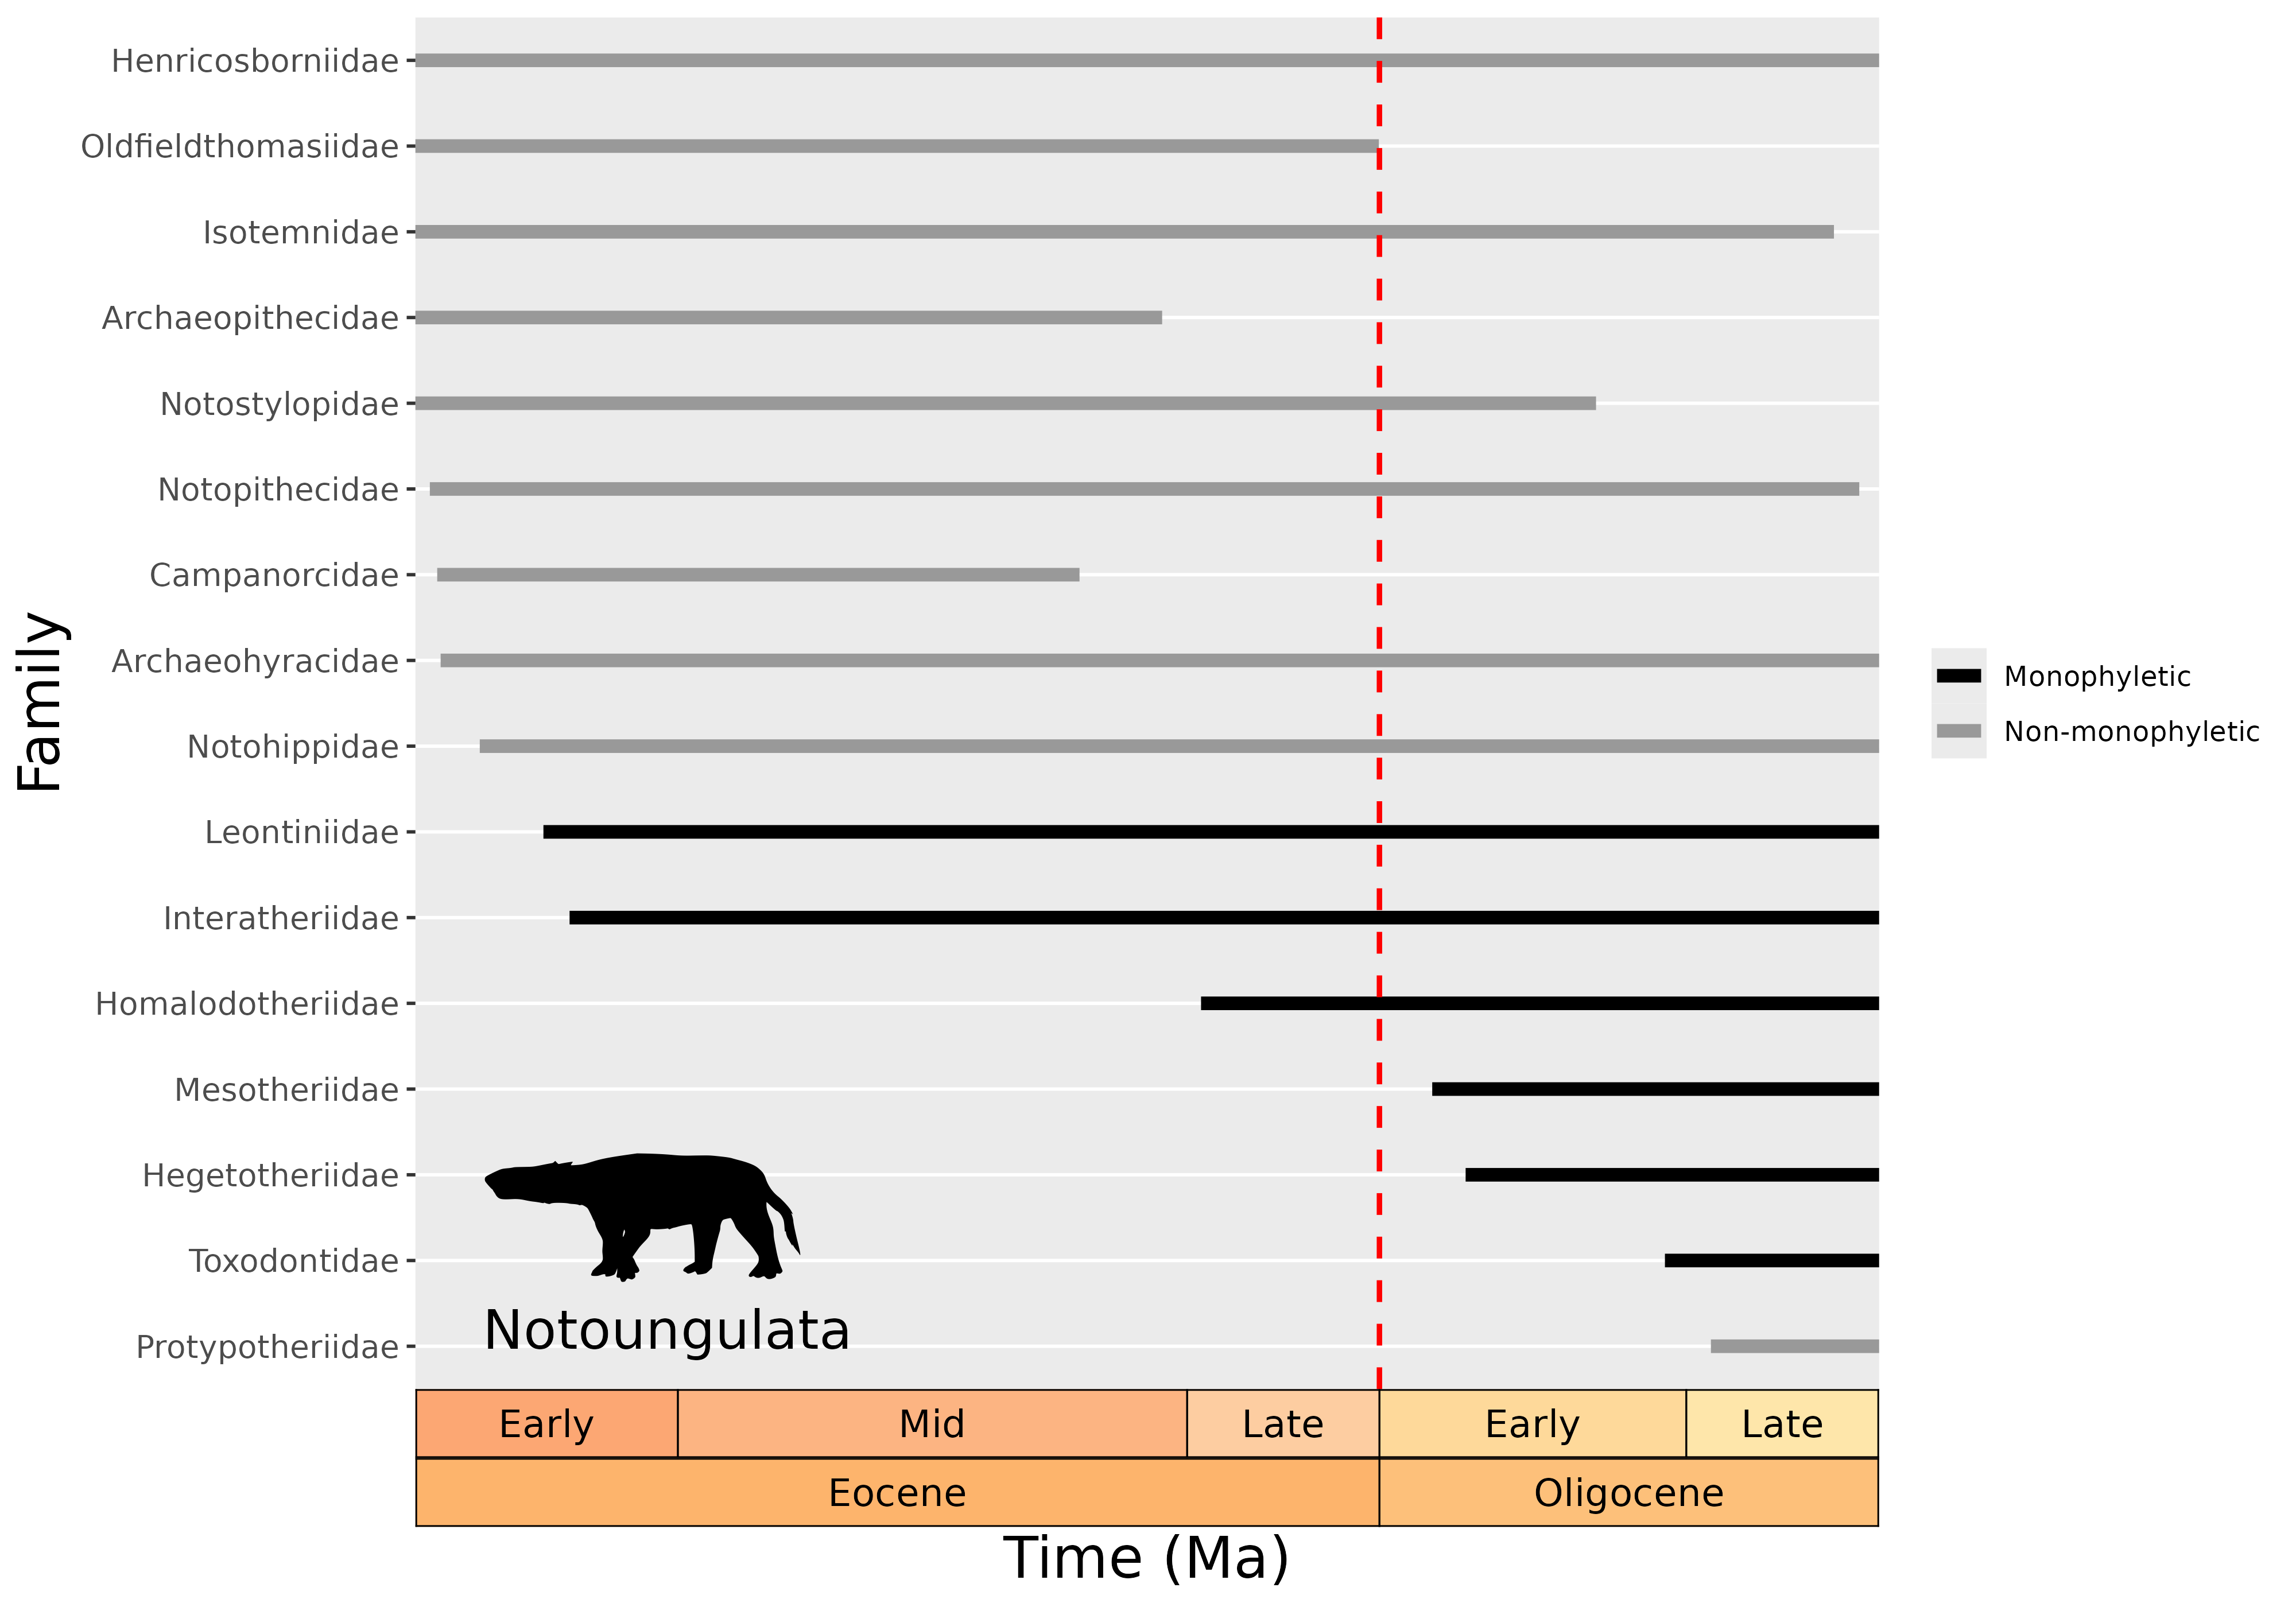 Henricosborniidae
Oldfieldthomasiidae
Isotemnidae
Archaeopithecidae
Notostylopidae
Notopithecidae
Campanorcidae
Archaeohyracidae
Notohippidae
Leontiniidae
Interatheriidae
Homalodotheriidae
Mesotheriidae
Hegetotheriidae
Toxodontidae
Protypotheriidae
Family
Monophyletic
Non-monophyletic
Notoungulata
Early Mid Late Early Late
Eocene Oligocene
Time (Ma)